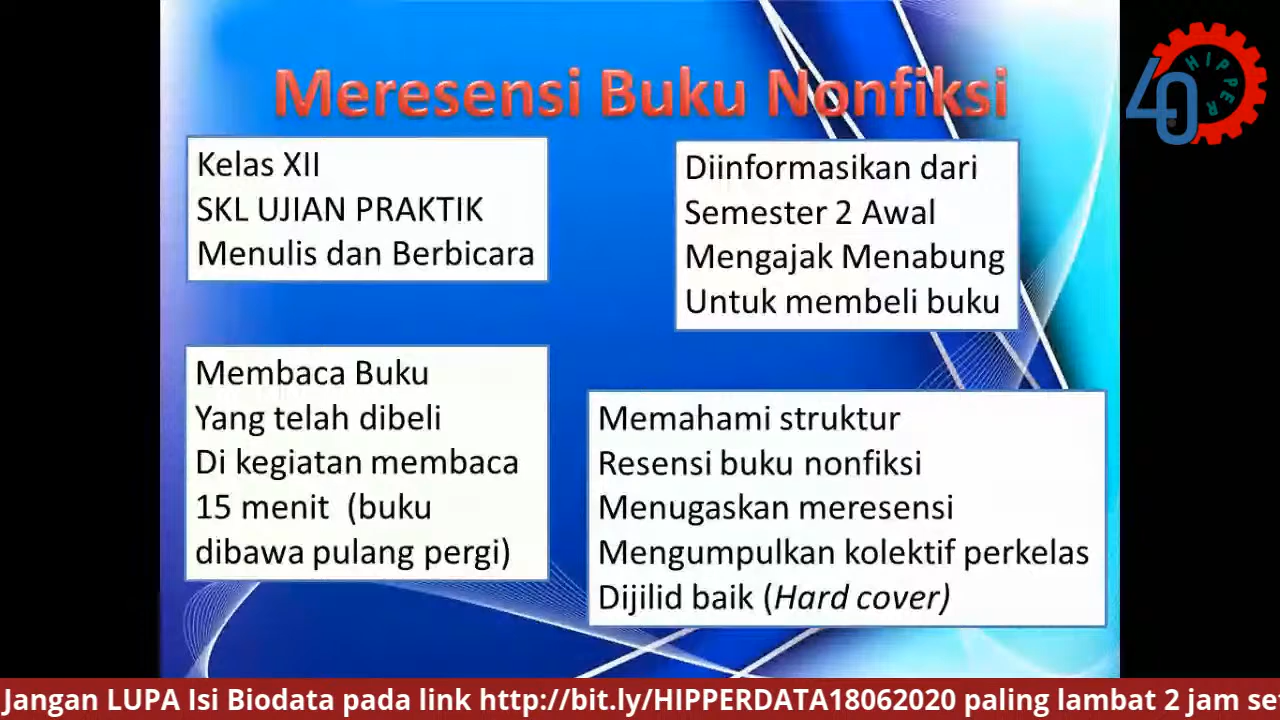 Meresensi Buku Nonfiksi
40 HIPPER
Kelas XII
SKL UJIAN PRAKTIK
Menulis dan Berbicara
Diinformasikan dari
Semester 2 Awal
Mengajak Menabung
Untuk membeli buku
Membaca Buku
Yang telah dibeli
Di kegiatan membaca
15 menit (buku
dibawa pulang pergi)
Memahami struktur
Resensi buku nonfiksi
Menugaskan meresensi
Mengumpulkan kolektif perkelas
Dijilid baik (Hard cover)
Jangan LUPA Isi Biodata pada link http://bit.ly/HIPPERDATA18062020 paling lambat 2 jam se